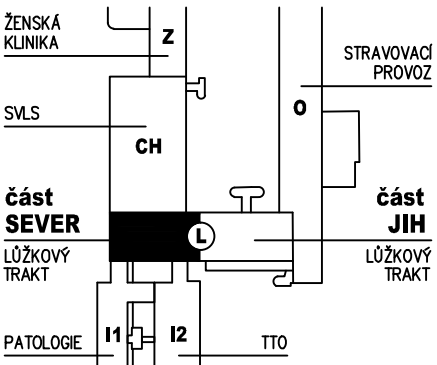 ŽENSKÁ
KLINIKA
Z
STRAVOVACÍ
PROVOZ
O
SVLS
CH
část
SEVER
L
část
JIH
LŮŽKOVÝ
TRAKT
LŮŽKOVÝ
TRAKT
PATOLOGIE
I1
I2
TTO